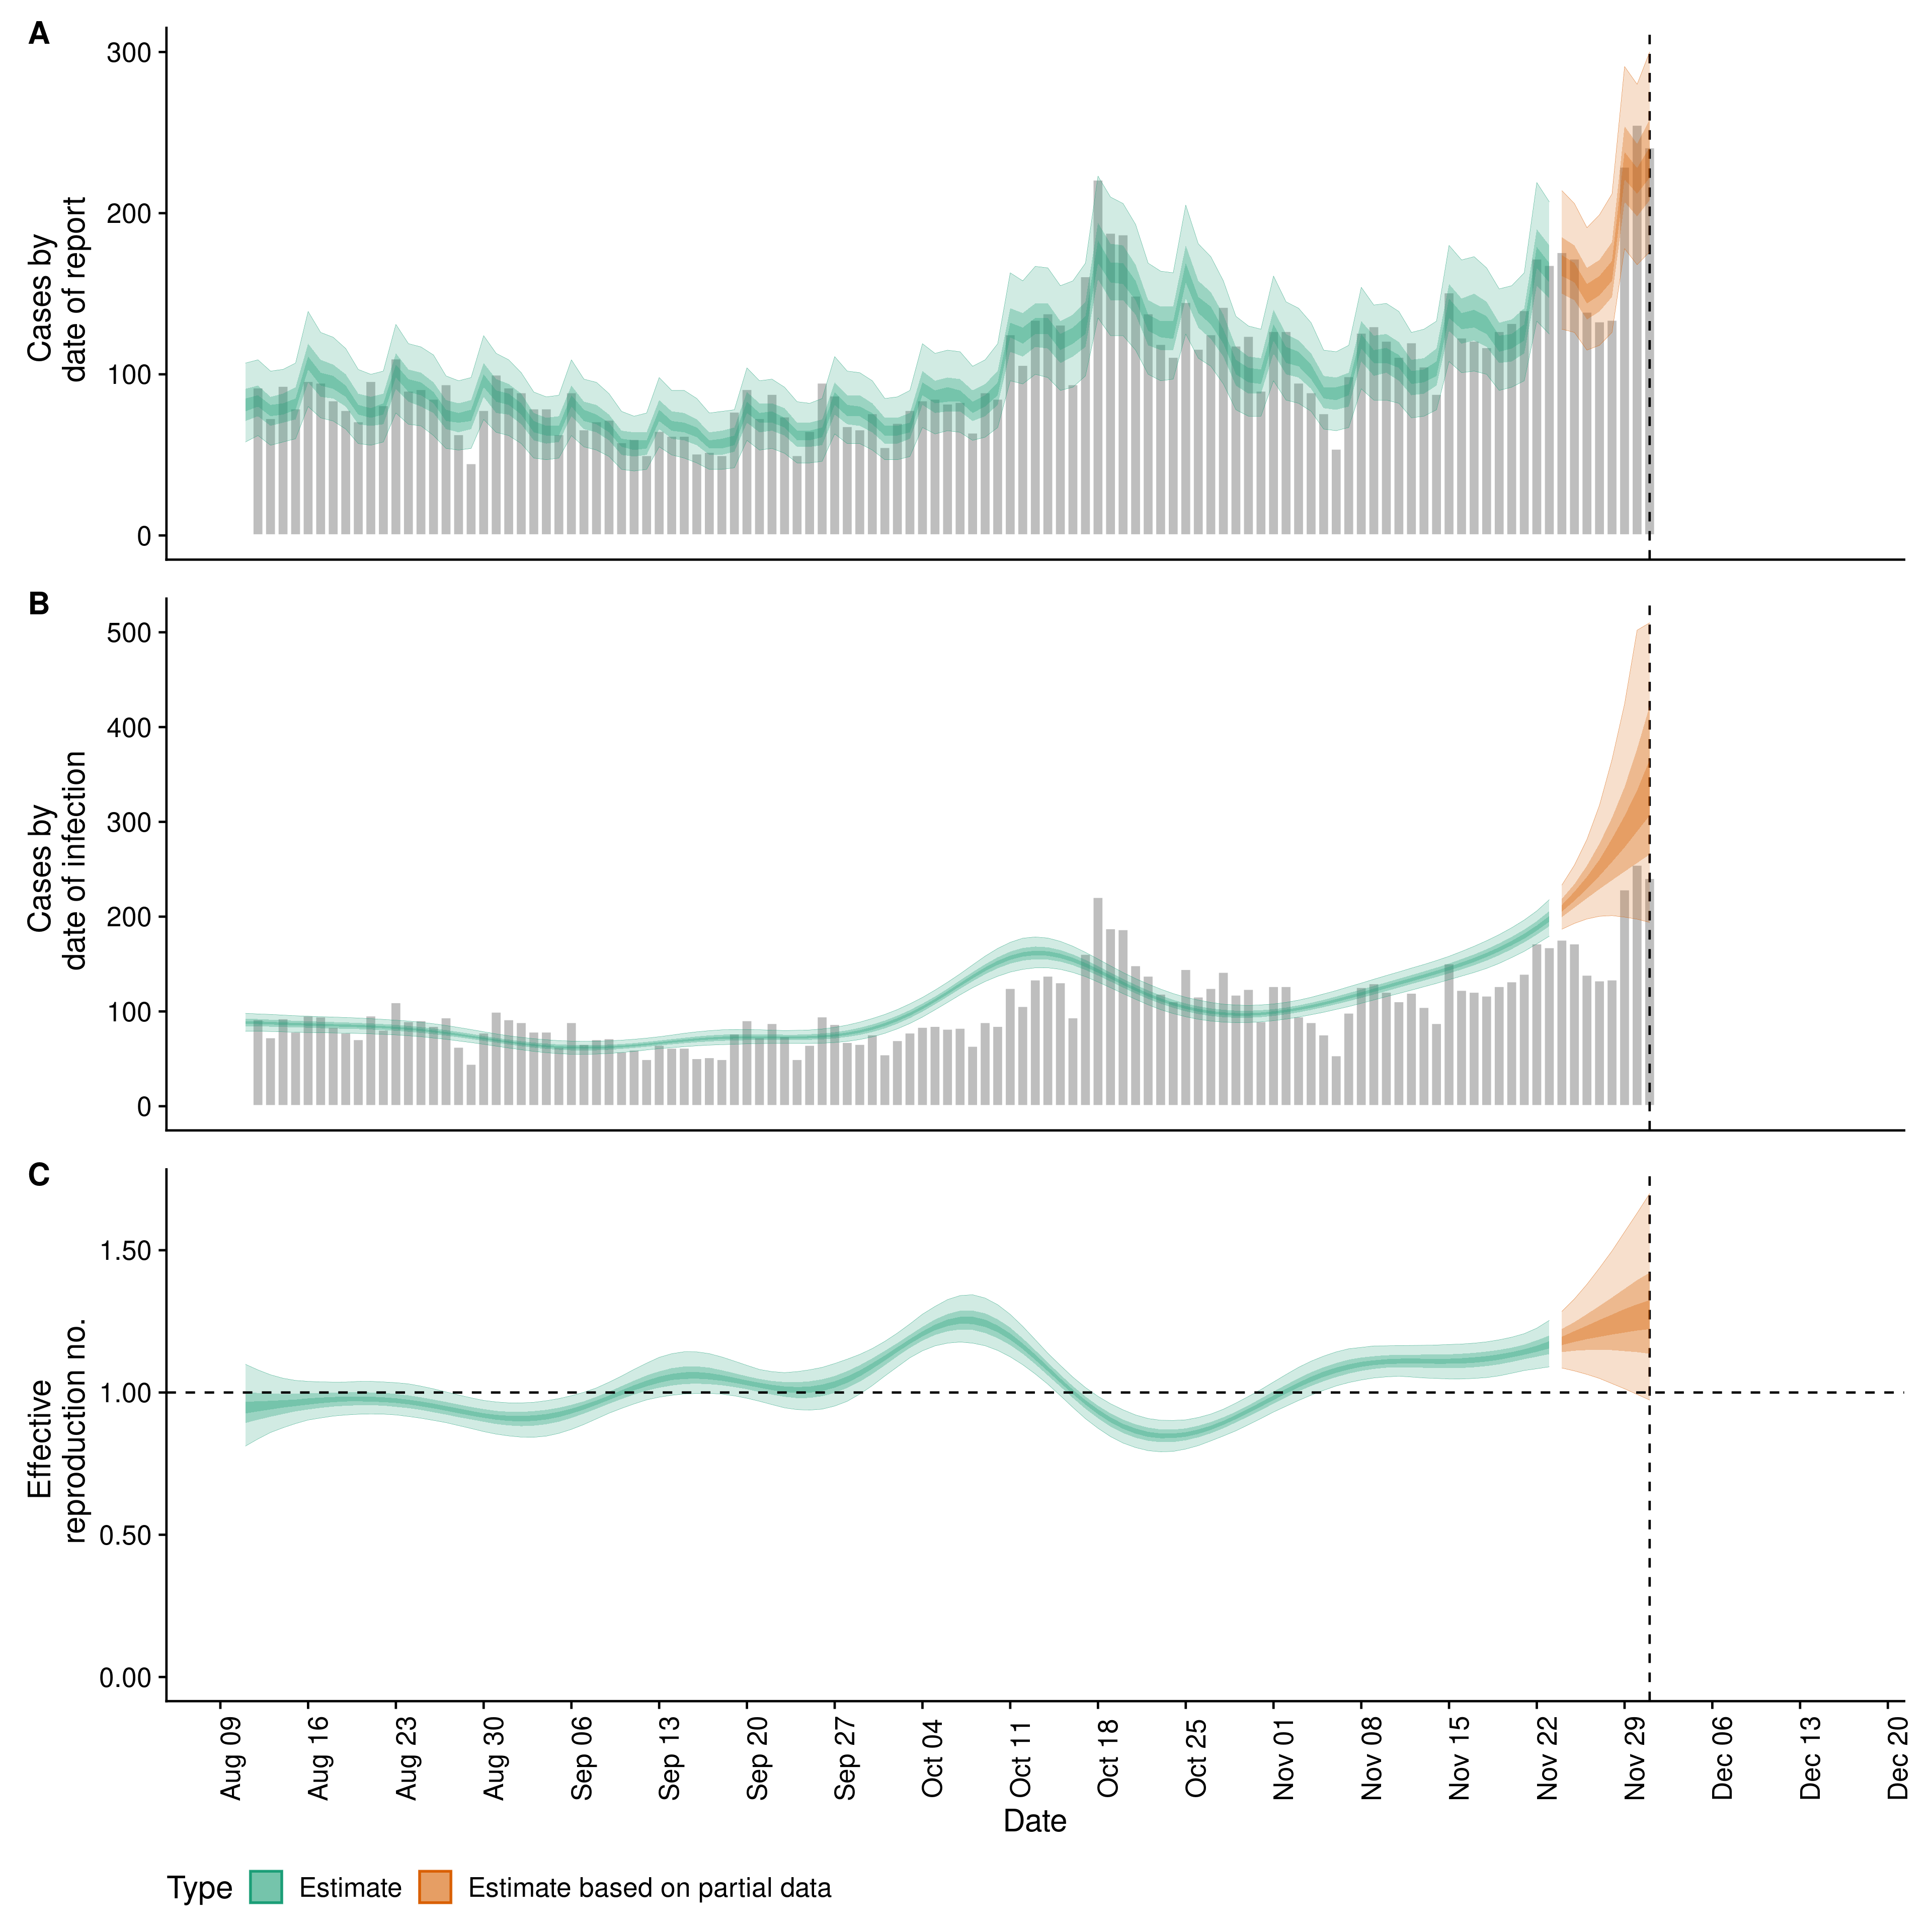 A
300
200
100
0
Cases by
date of report
B
500
400
300
200
100
0
Cases by
date of infection
C
1.50
1.00
0.50
0.00
Effective
reproduction no.
Aug 09
Aug 16
Aug 23
Aug 30
Sep 06
Sep 13
Sep 20
Sep 27
Oct 04
Oct 11
Oct 18
Oct 25
Nov 01
Nov 08
Nov 15
Nov 22
Nov 29
Dec 06
Dec 13
Dec 20
Date
Type Estimate Estimate based on partial data